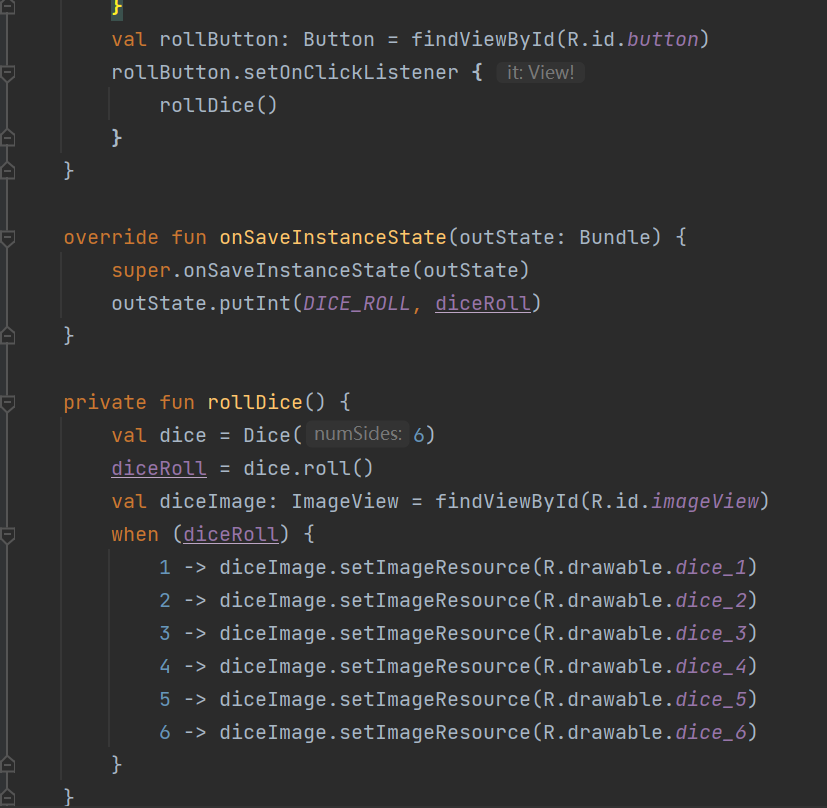 }
val rollButton: Button = findViewById(R.id.button)
rollButton.setOnClickListener { it: View!
rollDice()
}
}
override fun onSaveInstanceState(outState: Bundle) {
super.onSaveInstanceState(outState)
outState.putInt(DICE_ROLL, diceRoll)
}
private fun rollDice() {
val dice = Dice( numSides: 6)
diceRoll = dice.roll()
val diceImage: ImageView = findViewById(R.id.imageView)
when (diceRoll) {
1 -> diceImage.setImageResource(R.drawable.dice_1)
2 -> diceImage.setImageResource(R.drawable.dice_2)
3 -> diceImage.setImageResource(R.drawable.dice_3)
4 -> diceImage.setImageResource(R.drawable.dice_4)
5 -> diceImage.setImageResource(R.drawable.dice_5)
6 -> diceImage.setImageResource(R.drawable.dice_6)
}
}